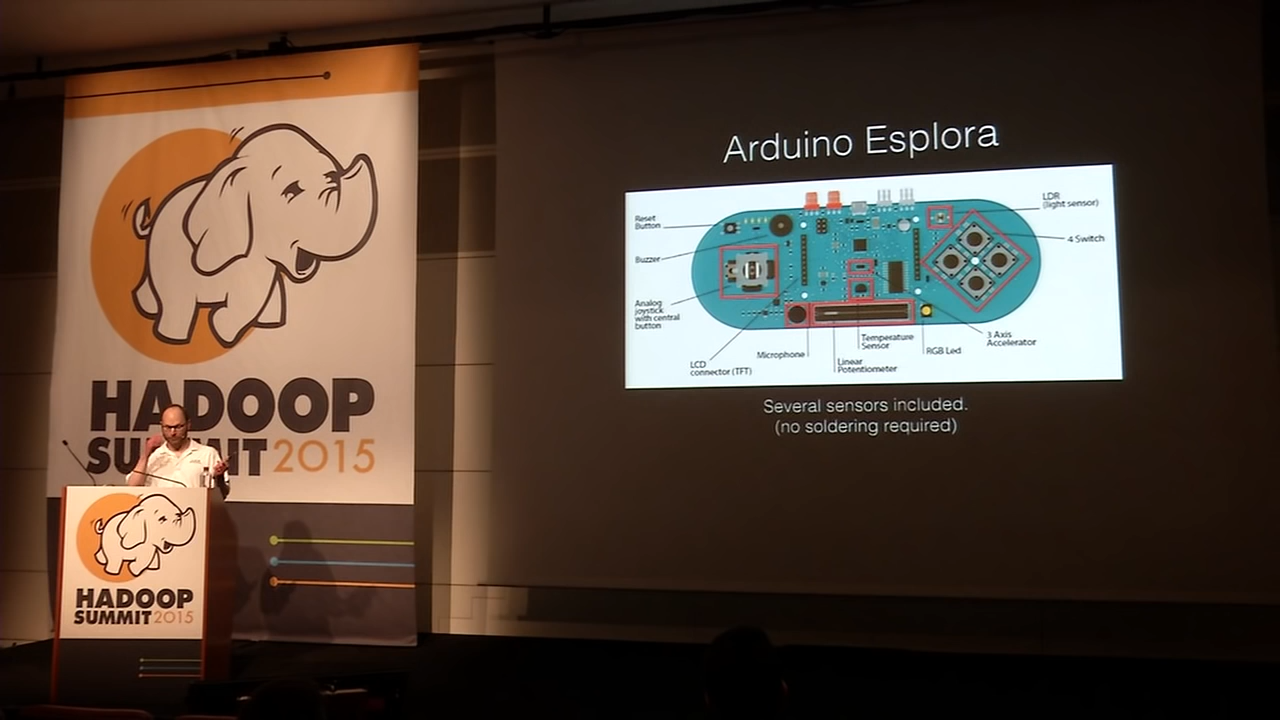 HADOOP
SUMMIT 2015
HADOOP
SUMMIT 2015
Arduino Esplora
Reset
Button
Buzzer
Analog
joystick
with central
button
LCD
connector (TFT)
Microphone
Linear
Potentiometer
Temperature
Sensor
RGB Led
3 Axis
Accelerator
4 Switch
LDR
(light sensor)
Several sensors included.
(no soldering required)